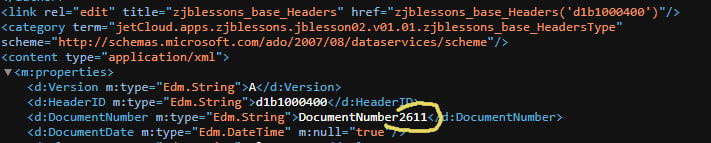 <link rel="edit" title="zjblessons_base_Headers" href="zjblessons_base_Headers('d1b1000400')"/>
<category term="jetCloud.apps.zjblessons.jblesson02.v01.01.zjblessons_base_HeadersType"
scheme="http://schemas.microsoft.com/ado/2007/08/dataservices/scheme"/>
<content type="application/xml">
▼<m:properties>
<d:Version m:type="Edm.String">A</d:Version>
<d:HeaderID m:type="Edm.String">d1b1000400</d:HeaderID>
<d:DocumentNumber m:type="Edm.String">DocumentNumber2611</d:DocumentNumber>
<d:DocumentDate m:type="Edm.DateTime" m:null="true"/>